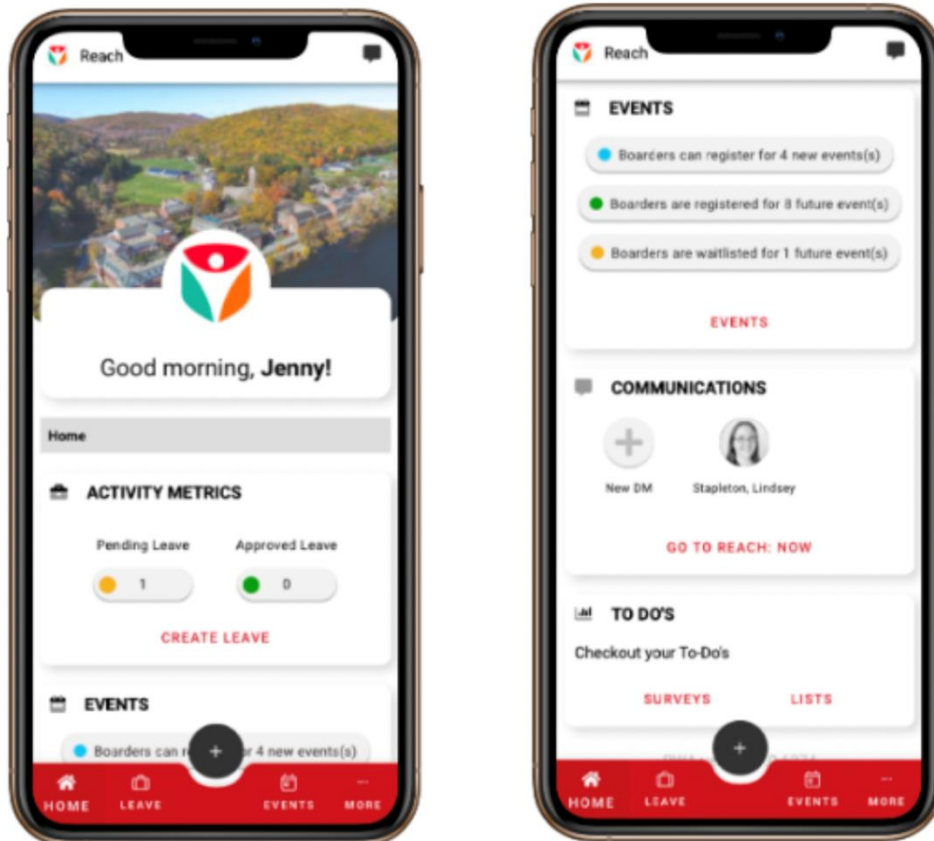 Reach
Good morning, Jenny!
Home
ACTIVITY METRICS
Pending Leave Approved Leave
1 0
CREATE LEAVE
EVENTS
Boarders can for 4 new events(s)
HOME LEAVE EVENTS MORE
Reach
EVENTS
Boarders can register for 4 new events(s)
Boarders are registered for 8 future event(s)
Boarders are waitlisted for 1 future event(s)
EVENTS
COMMUNICATIONS
New DM Stapleton, Lindsey
GO TO REACH: NOW
TO DO'S
Checkout your To-Do's
SURVEYS LISTS
HOME LEAVE EVENTS MORE